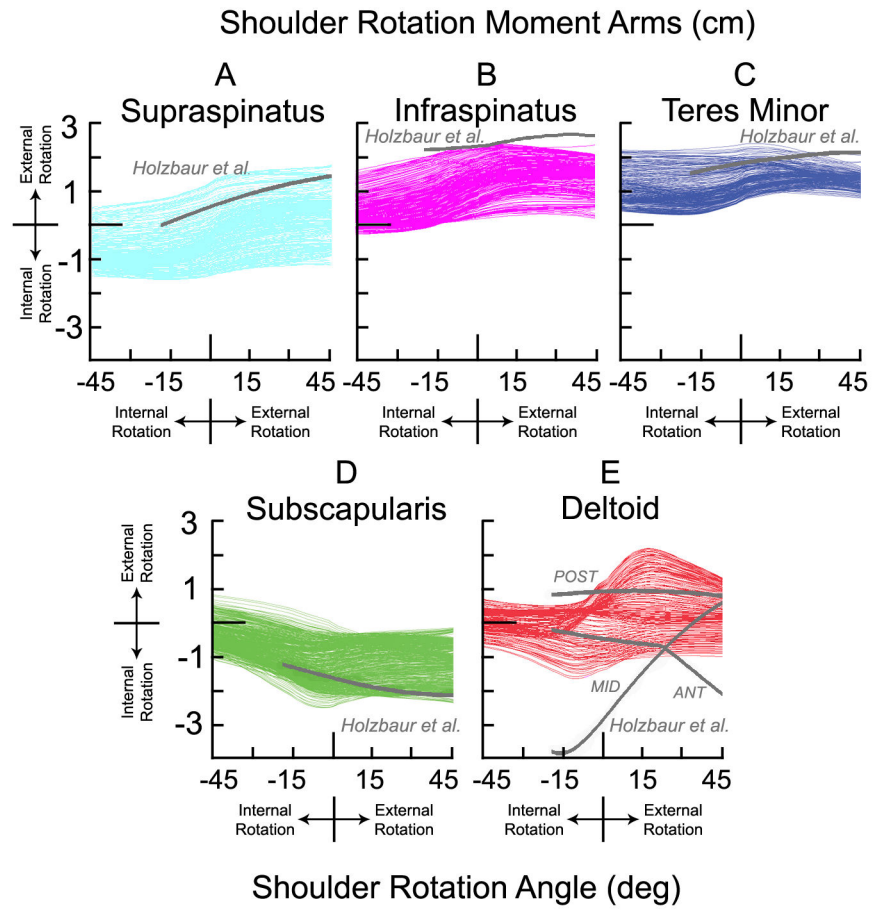 Shoulder Rotation Moment Arms (cm)
A
Supraspinatus
B
Infraspinatus
C
Teres Minor
External
Rotation
Internal
Rotation
3
1
-1
-3
Holzbaur et al.
Holzbaur et al.
Holzbaur et al.
-45 -15 15 45
-45 -15 15 45
-45 -15 15 45
Internal
Rotation
External
Rotation
Internal
Rotation
External
Rotation
Internal
Rotation
External
Rotation
D
Subscapularis
E
Deltoid
External
Rotation
Internal
Rotation
3
1
-1
-3
Holzbaur et al.
POST
MID
ANT
Holzbaur et al.
-45 -15 15 45
-45 -15 15 45
Internal
Rotation
External
Rotation
Internal
Rotation
External
Rotation
Shoulder Rotation Angle (deg)